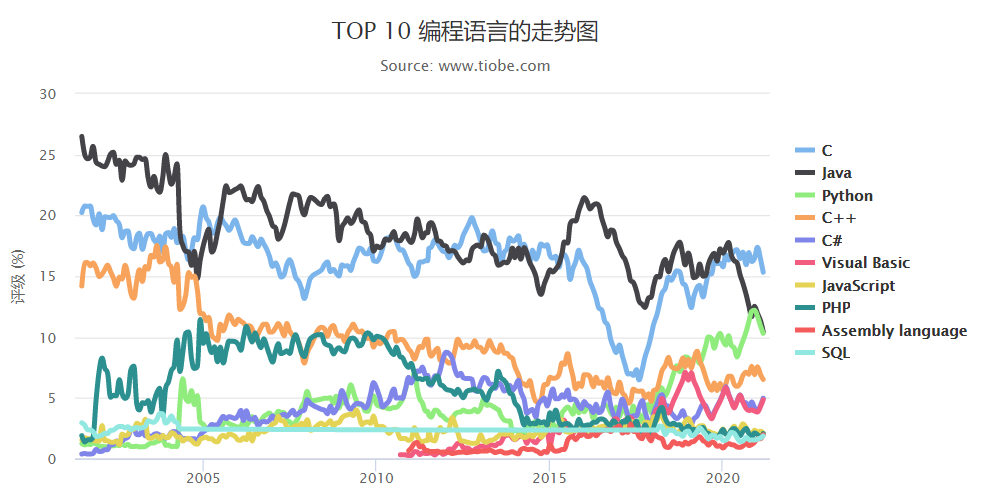 TOP 10 编程语言的走势图
Source: www.tiobe.com
评级 (%)
30
25
20
15
10
5
0
2005
2010
2015
2020
C
Java
Python
C++
C#
Visual Basic
JavaScript
PHP
Assembly language
SQL